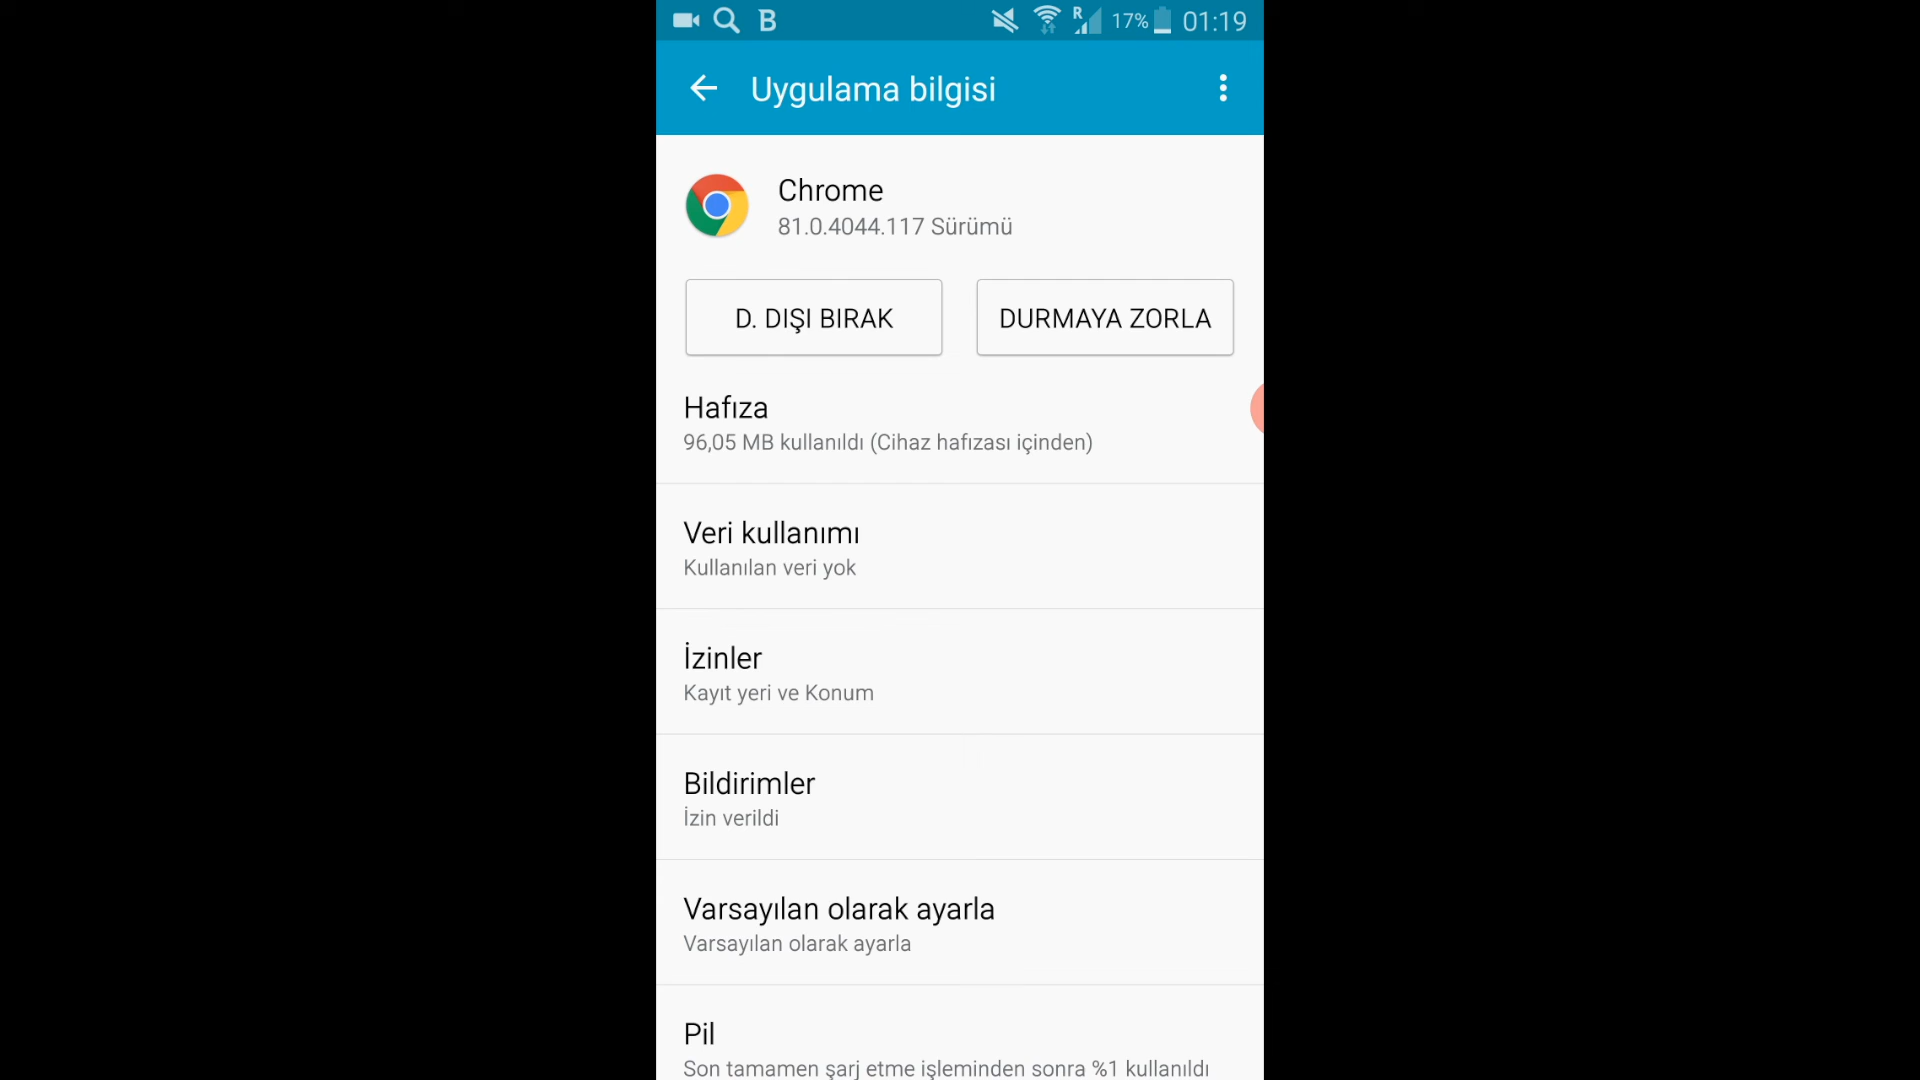 B R 17% 01:19
Uygulama bilgisi
Chrome
81.0.4044.117 Sürümü
D. DIŞI BIRAK DURMAYA ZORLA
Hafıza
96,05 MB kullanıldı (Cihaz hafızası içinden)
Veri kullanımı
Kullanılan veri yok
İzinler
Kayıt yeri ve Konum
Bildirimler
İzin verildi
Varsayılan olarak ayarla
Varsayılan olarak ayarla
Pil
Son tamamen şarj etme işleminden sonra %1 kullanıldı